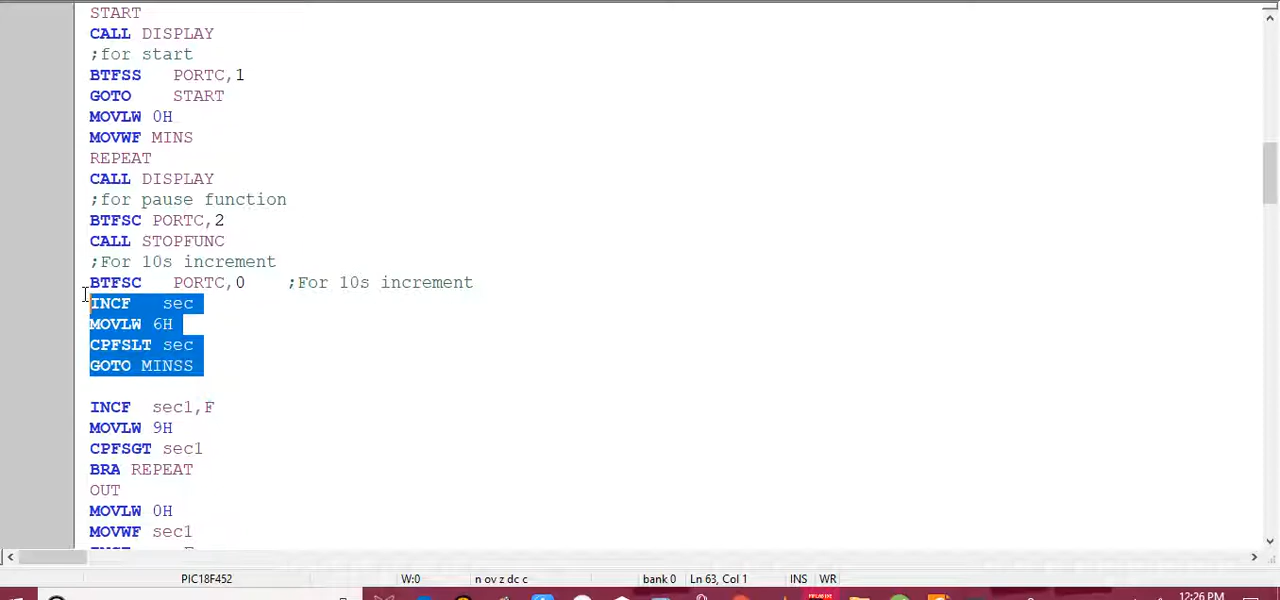 START
CALL DISPLAY
;for start
BTFSS PORTC,1
GOTO START
MOVLW 0H
MOVWF MINS
REPEAT
CALL DISPLAY
;for pause function
BTFSC PORTC,2
CALL STOPFUNC
;For 10s increment
BTFSC PORTC,0 ;For 10s increment
INCF sec
MOVLW 6H
CPFSLT sec
GOTO MINSS
INCF sec1,F
MOVLW 9H
CPFSGT sec1
BRA REPEAT
OUT
MOVLW 0H
MOVWF sec1
PIC18F452 W:0 n ov z dc c bank 0 Ln 63, Col 1 INS WR
12:26 PM